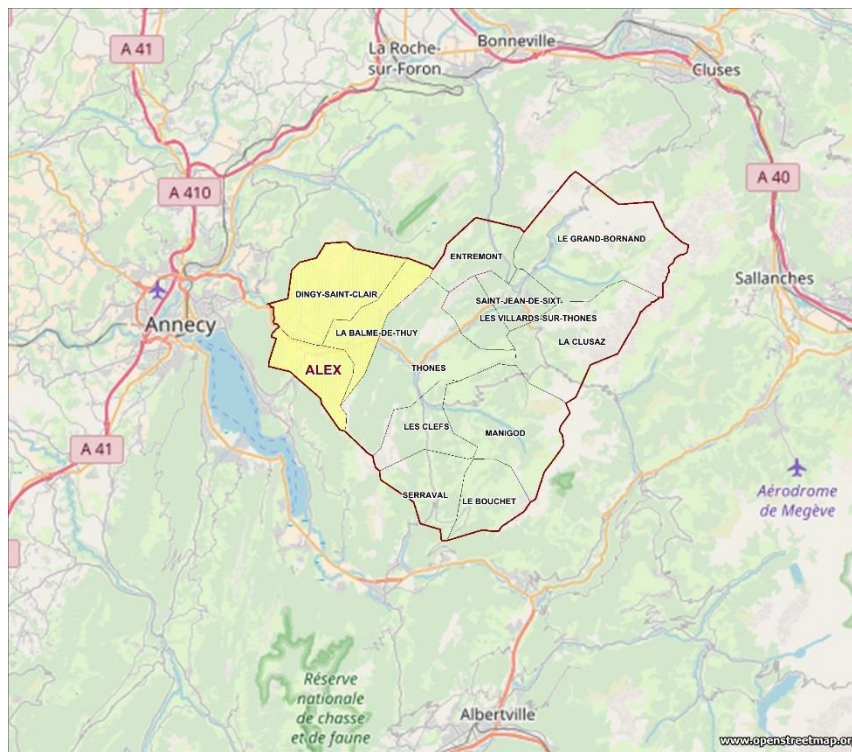 A 41
La Roche-
sur-Foron
Bonneville
Cluses
A 410
A 40
LE GRAND-BORNAND
ENTREMONT
DINGY-SAINT-CLAIR
Sallanches
SAINT-JEAN-DE-SIXT
LES VILLARDS-SUR-THONES
Annecy
LA BALME-DE-THUY
LA CLUSAZ
ALEX
THONES
LES CLEFS
MANIGOD
A 41
SERRAVAL
LE BOUCHET
Aérodrome
de Megève
Réserve
nationale
de chasse
et de faune
Albertville
www.openstreetmap.or